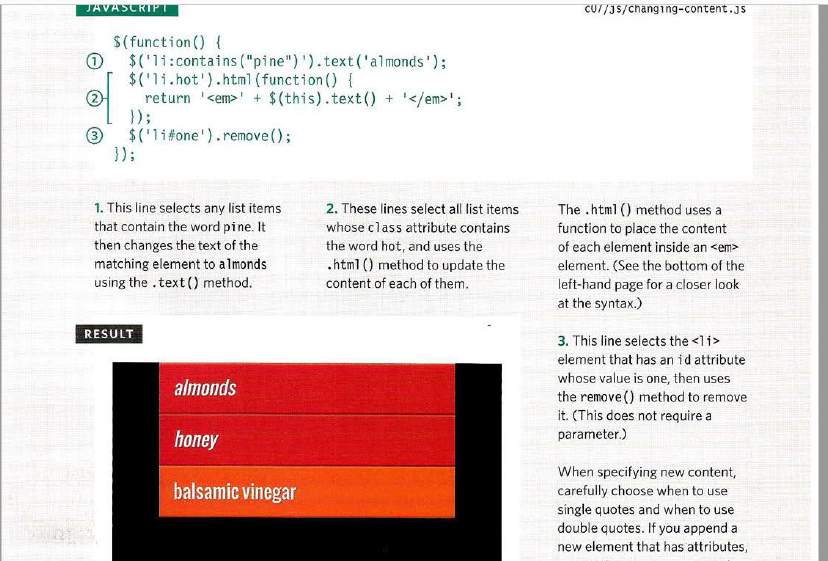 JAVASCRIPT
c07/js/changing-content.js
$(function() {
① $('li:contains("pine")').text('almonds');
$('li.hot').html(function() {
② return '<em>' + $(this).text() + '</em>';
});
③ $('li#one').remove();
});
1. This line selects any list items
that contain the word pine. It
then changes the text of the
matching element to almonds
using the .text() method.
2. These lines select all list items
whose class attribute contains
the word hot, and uses the
.html() method to update the
content of each of them.
The .html() method uses a
function to place the content
of each element inside an <em>
element. (See the bottom of the
left-hand page for a closer look
at the syntax.)
3. This line selects the <li>
element that has an id attribute
whose value is one, then uses
the remove() method to remove
it. (This does not require a
parameter.)
When specifying new content,
carefully choose when to use
single quotes and when to use
double quotes. If you append a
new element that has attributes,
RESULT
almonds
honey
balsamic vinegar